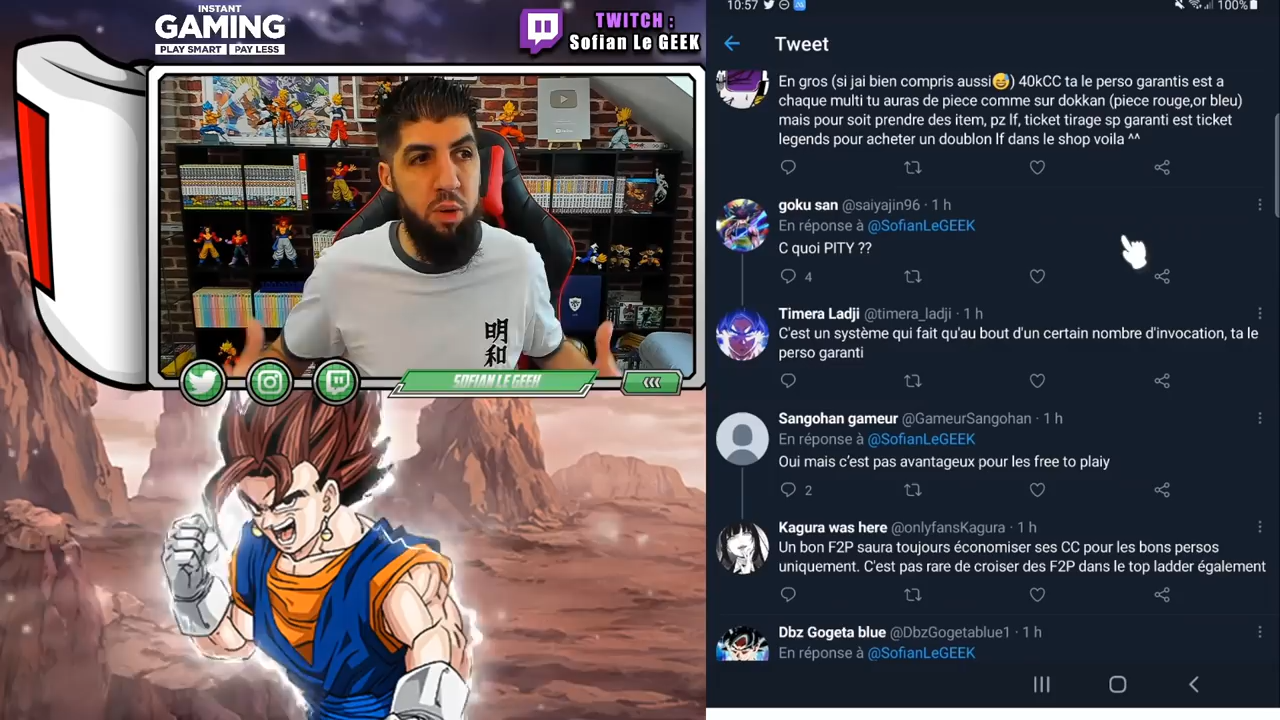 INSTANT
GAMING
PLAY SMART | PAY LESS
TWITCH :
Sofian Le GEEK
明
和
SOFIAN LE GEEK
10:57
100%
Tweet
En gros (si jai bien compris aussi😅) 40kCC ta le perso garantis est a
chaque multi tu auras de piece comme sur dokkan (piece rouge,or bleu)
mais pour soit prendre des item, pz lf, ticket tirage sp garanti est ticket
legends pour acheter un doublon lf dans le shop voila ^^
goku san @saiyajin96 · 1 h
En réponse à @SofianLeGEEK
C quoi PITY ??
4
Timera Ladji @timera_ladji · 1 h
C'est un système qui fait qu'au bout d'un certain nombre d'invocation, ta le
perso garanti
Sangohan gameur @GameurSangohan · 1 h
En réponse à @SofianLeGEEK
Oui mais c'est pas avantageux pour les free to plaiy
2
Kagura was here @onlyfansKagura · 1 h
Un bon F2P saura toujours économiser ses CC pour les bons persos
uniquement. C'est pas rare de croiser des F2P dans le top ladder également
Dbz Gogeta blue @DbzGogetablue1 · 1 h
En réponse à @SofianLeGEEK